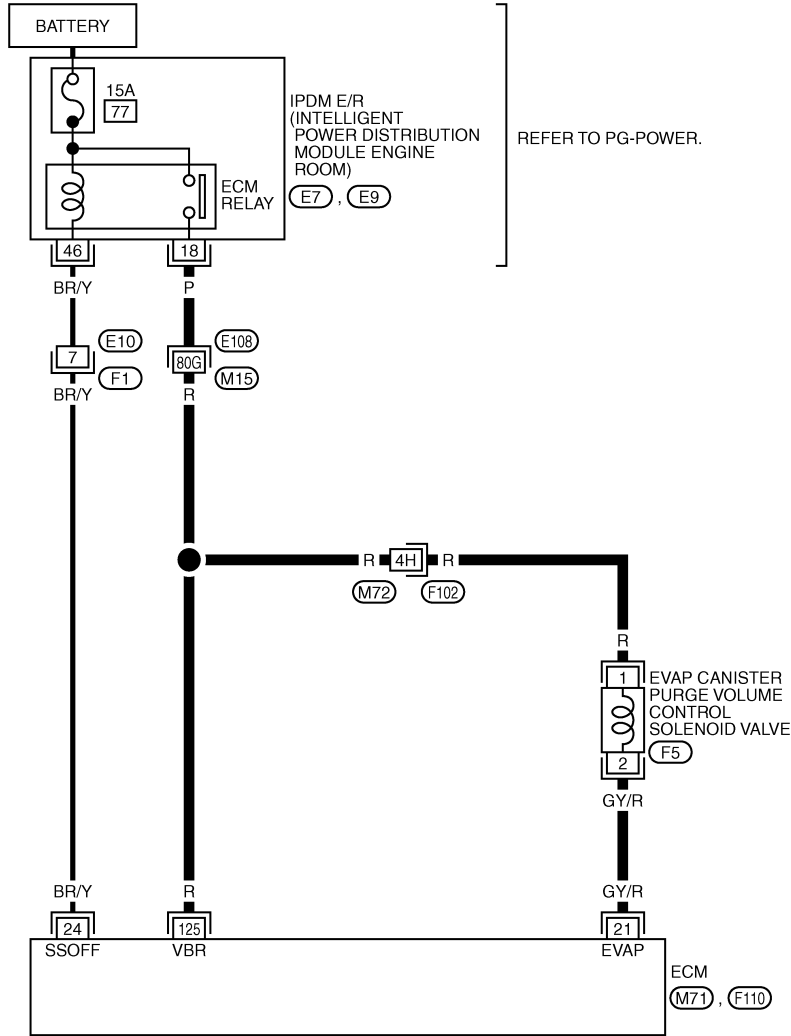 BATTERY
15A
77
IPDM E/R
(INTELLIGENT
POWER DISTRIBUTION
MODULE ENGINE
ROOM)
E7 , E9
REFER TO PG-POWER.
ECM
RELAY
46
18
BR/Y
P
7
E10
F1
80G
E108
M15
BR/Y
R
R
4H
R
M72
F102
R
1
EVAP CANISTER
PURGE VOLUME
CONTROL
SOLENOID VALVE
F5
2
GY/R
BR/Y
R
GY/R
24
125
21
SSOFF
VBR
EVAP
ECM
M71 , F110